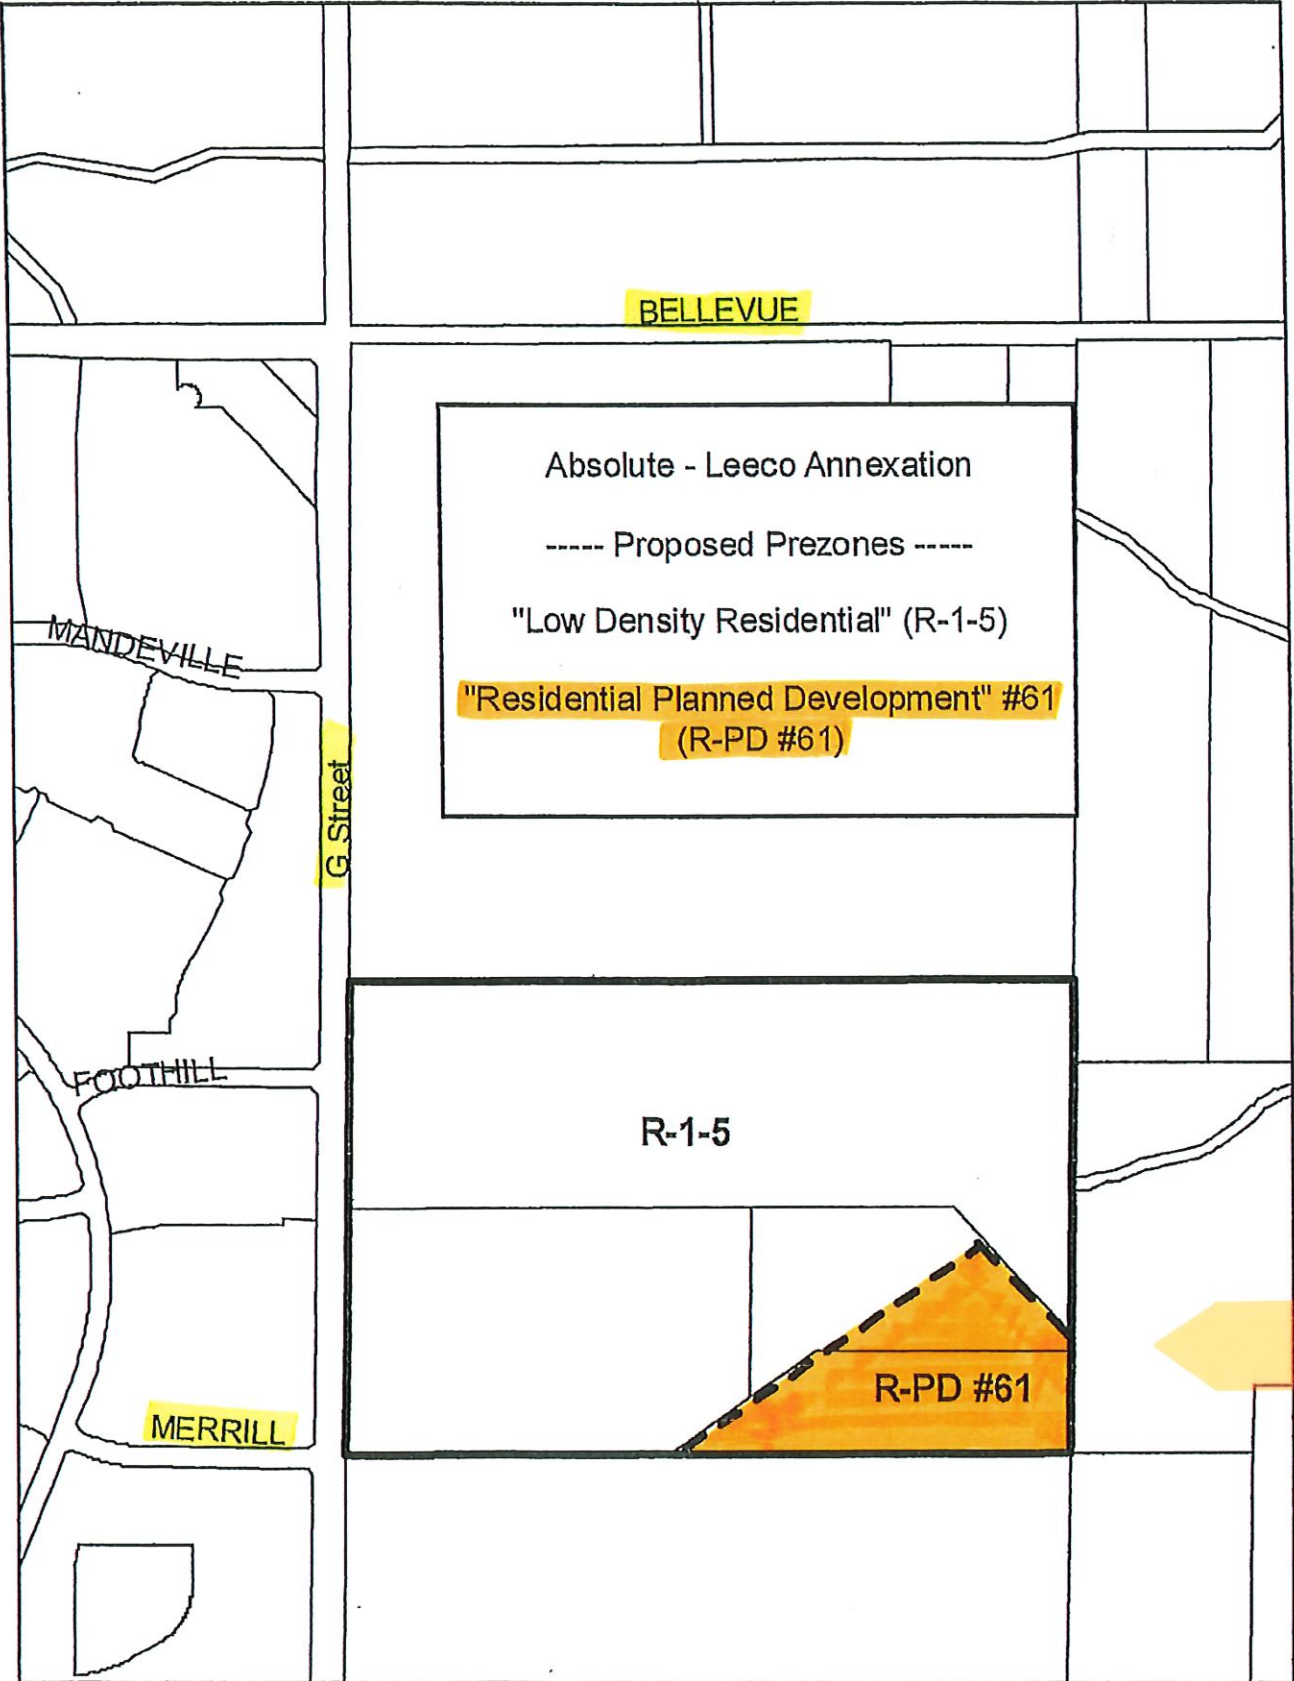 BELLEVUE
Absolute - Leeco Annexation
----- Proposed Prezones -----
"Low Density Residential" (R-1-5)
"Residential Planned Development" #61
(R-PD #61)
MANDEVILLE
G Street
FOOTHILL
R-1-5
R-PD #61
MERRILL